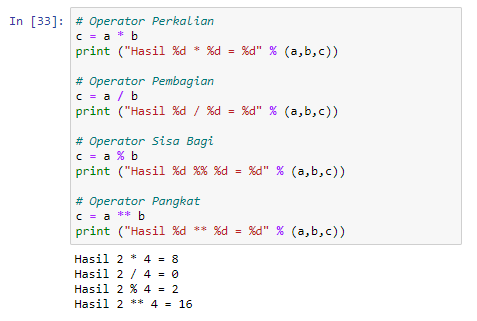 In [33]: # Operator Perkalian
c = a * b
print ("Hasil %d * %d = %d" % (a,b,c))
# Operator Pembagian
c = a / b
print ("Hasil %d / %d = %d" % (a,b,c))
# Operator Sisa Bagi
c = a % b
print ("Hasil %d %% %d = %d" % (a,b,c))
# Operator Pangkat
c = a ** b
print ("Hasil %d ** %d = %d" % (a,b,c))
Hasil 2 * 4 = 8
Hasil 2 / 4 = 0
Hasil 2 % 4 = 2
Hasil 2 ** 4 = 16